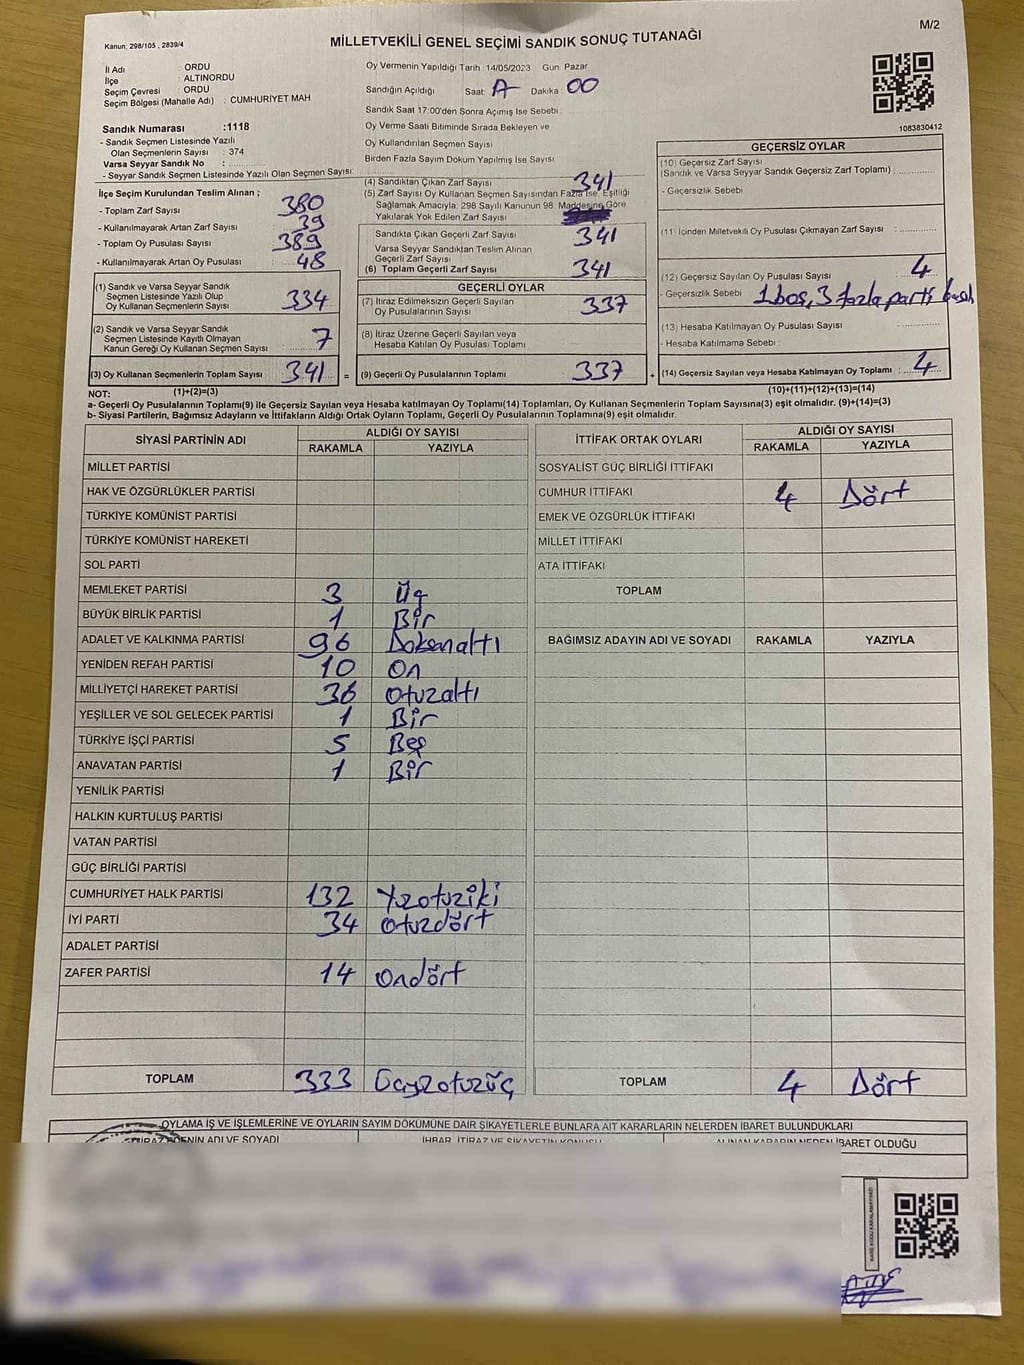 M/2
Kanun, 298/105 , 2839/4
MİLLETVEKİLİ GENEL SEÇİMİ SANDIK SONUÇ TUTANAĞI
İl Adı : ORDU
İlçe : ALTINORDU
Seçim Çevresi : ORDU
Seçim Bölgesi (Mahalle Adı) : CUMHURİYET MAH
Sandık Numarası :1118
- Sandık Seçmen Listesinde Yazılı
Olan Seçmenlerin Sayısı : 374
Varsa Seyyar Sandık No :
- Seyyar Sandık Seçmen Listesinde Yazılı Olan Seçmen Sayısı:
Oy Vermenin Yapıldığı Tarih :14/05/2023 Gün: Pazar
Sandığın Açıldığı Saat: A Dakika 00
Sandık Saat 17:00'den Sonra Açımış İse Sebebi :
Oy Verme Saati Bitiminde Sırada Bekleyen ve
Oy Kullandırılan Seçmen Sayısı
Birden Fazla Sayım Döküm Yapılmış İse Sayısı
1083830412
İlçe Seçim Kurulundan Teslim Alınan ;
- Toplam Zarf Sayısı : 380
- Kullanılmayarak Artan Zarf Sayısı : 39
- Toplam Oy Pusulası Sayısı : 389
- Kullanılmayarak Artan Oy Pusulası : 48
(1) Sandık ve Varsa Seyyar Sandık
Seçmen Listesinde Yazılı Olup
Oy Kullanan Seçmenlerin Sayısı : 334
(2) Sandık ve Varsa Seyyar Sandık
Seçmen Listesinde Kayıtlı Olmayan
Kanun Gereği Oy Kullanan Seçmen Sayısı : 7
(3) Oy Kullanan Seçmenlerin Toplam Sayısı : 341 =
(4) Sandıktan Çıkan Zarf Sayısı 341
(5) Zarf Sayısı Oy Kullanan Seçmen Sayısından Fazla İse, Eşitliği
Sağlamak Amacıyla: 298 Sayılı Kanunun 98. Maddesine Göre
Yakılarak Yok Edilen Zarf Sayısı
Sandıkta Çıkan Geçerli Zarf Sayısı 341
Varsa Seyyar Sandıktan Teslim Alınan
Geçerli Zarf Sayısı
(6) Toplam Geçerli Zarf Sayısı 341
GEÇERLİ OYLAR
(7) İtiraz Edilmeksizin Geçerli Sayılan
Oy Pusulalarının Sayısı : 337
(8) İtiraz Üzerine Geçerli Sayılan veya
Hesaba Katılan Oy Pusulası Toplamı :
(9) Geçerli Oy Pusulalarının Toplamı : 337 +
GEÇERSİZ OYLAR
(10) Geçersiz Zarf Sayısı
(Sandık ve Varsa Seyyar Sandık Geçersiz Zarf Toplamı) :
- Geçersizlik Sebebi
(11) İçinden Milletvekili Oy Pusulası Çıkmayan Zarf Sayısı :
(12) Geçersiz Sayılan Oy Pusulası Sayısı : 4
- Geçersizlik Sebebi 1 boş, 3 fazla parti
(13) Hesaba Katılmayan Oy Pusulası Sayısı :
- Hesaba Katılmama Sebebi :
(14) Geçersiz Sayılan veya Hesaba Katılmayan Oy Toplamı : 4
NOT: (1)+(2)=(3) (10)+(11)+(12)+(13)=(14)
a- Geçerli Oy Pusulaları Toplamı(9) ile Geçersiz Sayılan veya Hesaba katılmayan Oy Toplamı(14) Toplamları, Oy Kullanan Seçmenlerin Toplam Sayısına(3) eşit olmalıdır. (9)+(14)=(3)
b- Siyasi Partilerin, Bağımsız Adayların ve İttifakların Aldığı Ortak Oyların Toplamı, Geçerli Oy Pusulalarının Toplamına(9) eşit olmalıdır.
SİYASİ PARTİNİN ADI ALDIĞI OY SAYISI
RAKAMLA YAZIYLA
MİLLET PARTİSİ
HAK VE ÖZGÜRLÜKLER PARTİSİ
TÜRKİYE KOMÜNİST PARTİSİ
TÜRKİYE KOMÜNİST HAREKETİ
SOL PARTİ
MEMLEKET PARTİSİ 3 Üç
BÜYÜK BİRLİK PARTİSİ 1 Bir
ADALET VE KALKINMA PARTİSİ 96 Doksanaltı
YENİDEN REFAH PARTİSİ 10 On
MİLLİYETÇİ HAREKET PARTİSİ 36 Otuzaltı
YEŞİLLER VE SOL GELECEK PARTİSİ 1 Bir
TÜRKİYE İŞÇİ PARTİSİ 5 Beş
ANAVATAN PARTİSİ 1 Bir
YENİLİK PARTİSİ
HALKIN KURTULUŞ PARTİSİ
VATAN PARTİSİ
GÜÇ BİRLİĞİ PARTİSİ
CUMHURİYET HALK PARTİSİ 132 Yzotuziki
İYİ PARTİ 34 Otuzdört
ADALET PARTİSİ
ZAFER PARTİSİ 14 Ondört
TOPLAM 333 Üçyzotuzüç
İTTİFAK ORTAK OYLARI ALDIĞI OY SAYISI
RAKAMLA YAZIYLA
SOSYALİST GÜÇ BİRLİĞİ İTTİFAKI
CUMHUR İTTİFAKI 4 Dört
EMEK VE ÖZGÜRLÜK İTTİFAKI
MİLLET İTTİFAKI
ATA İTTİFAKI
TOPLAM
BAĞIMSIZ ADAYIN ADI VE SOYADI RAKAMLA YAZIYLA
TOPLAM 4 Dört
OYLAMA İŞ VE İŞLEMLERİNE VE OYLARIN SAYIM DÖKÜMÜNE DAİR ŞİKAYETLERLE BUNLARA AİT KARARLARIN NELERDEN İBARET BULUNDUKLARI
ADI VE SOYADI İHBAR, İTİRAZ VE ŞİKAYETİN KONUSU ALINAN KARARIN NEDEN İBARET OLDUĞU